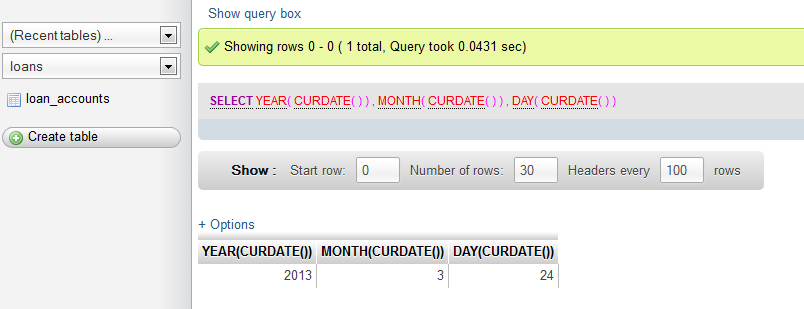 Show query box
(Recent tables) ...
Showing rows 0 - 0 ( 1 total, Query took 0.0431 sec)
loans
loan_accounts
SELECT YEAR( CURDATE( ) ) , MONTH( CURDATE( ) ) , DAY( CURDATE( ) )
Create table
Show : Start row: 0 Number of rows: 30 Headers every 100 rows
+ Options
YEAR(CURDATE()) MONTH(CURDATE()) DAY(CURDATE())
2013 3 24